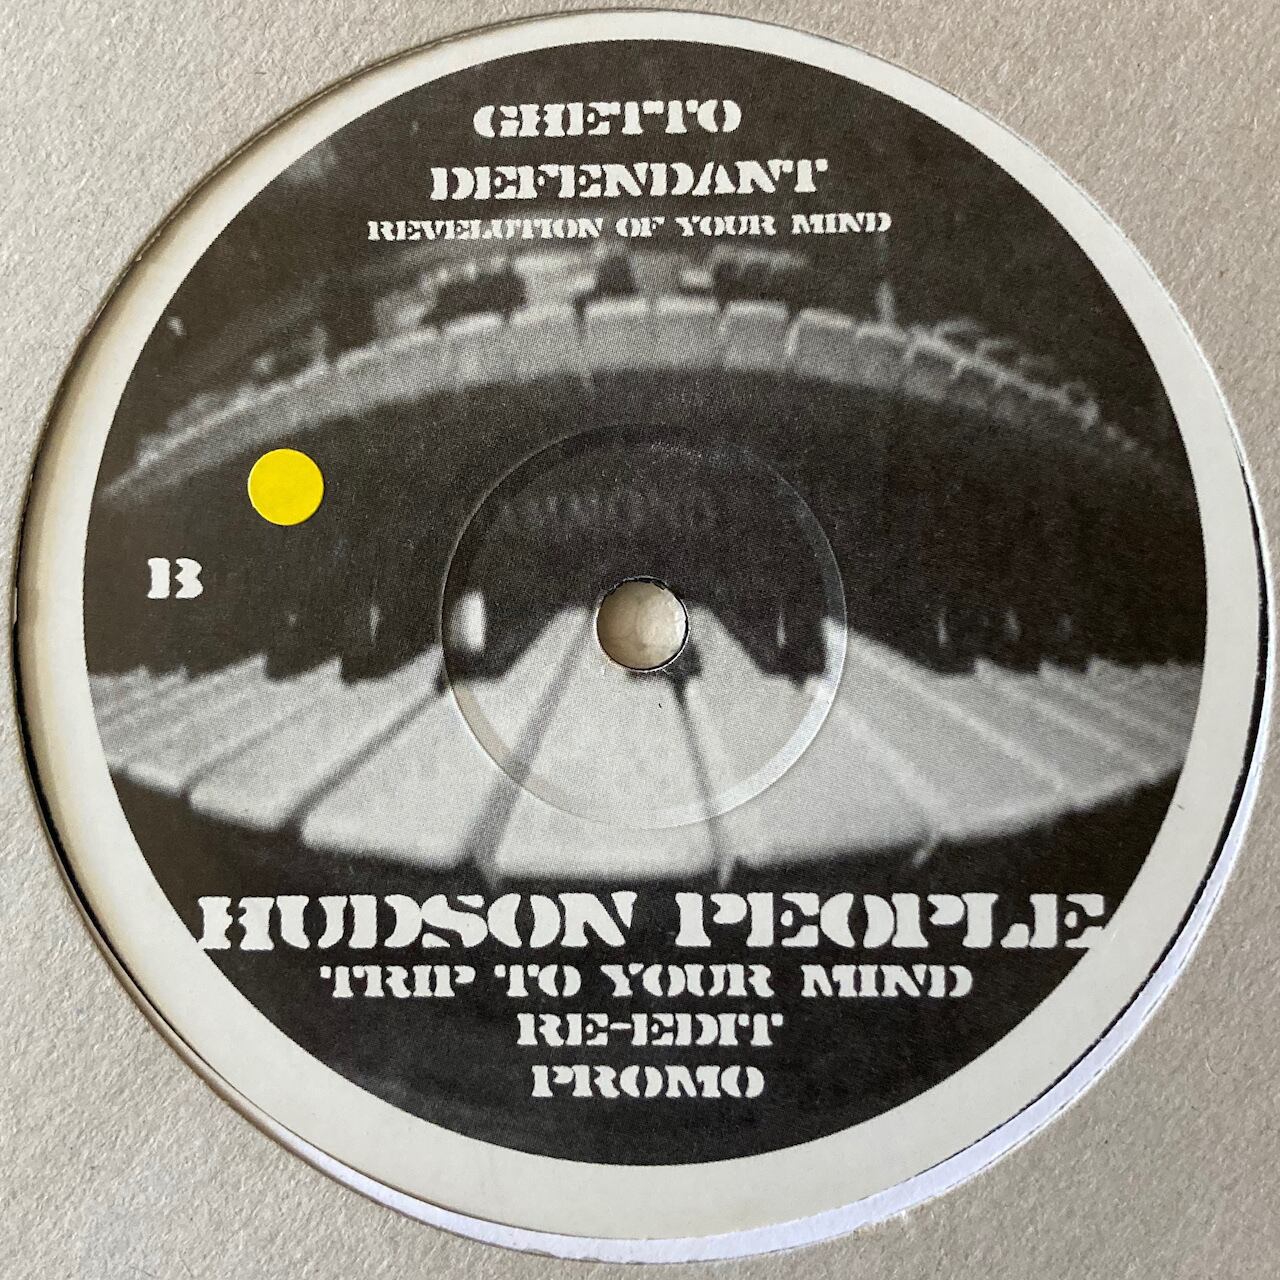 GHETTO
DEFENDANT
REVELUTION OF YOUR MIND
B
HUDSON PEOPLE
TRIP TO YOUR MIND
RE-EDIT
PROMO